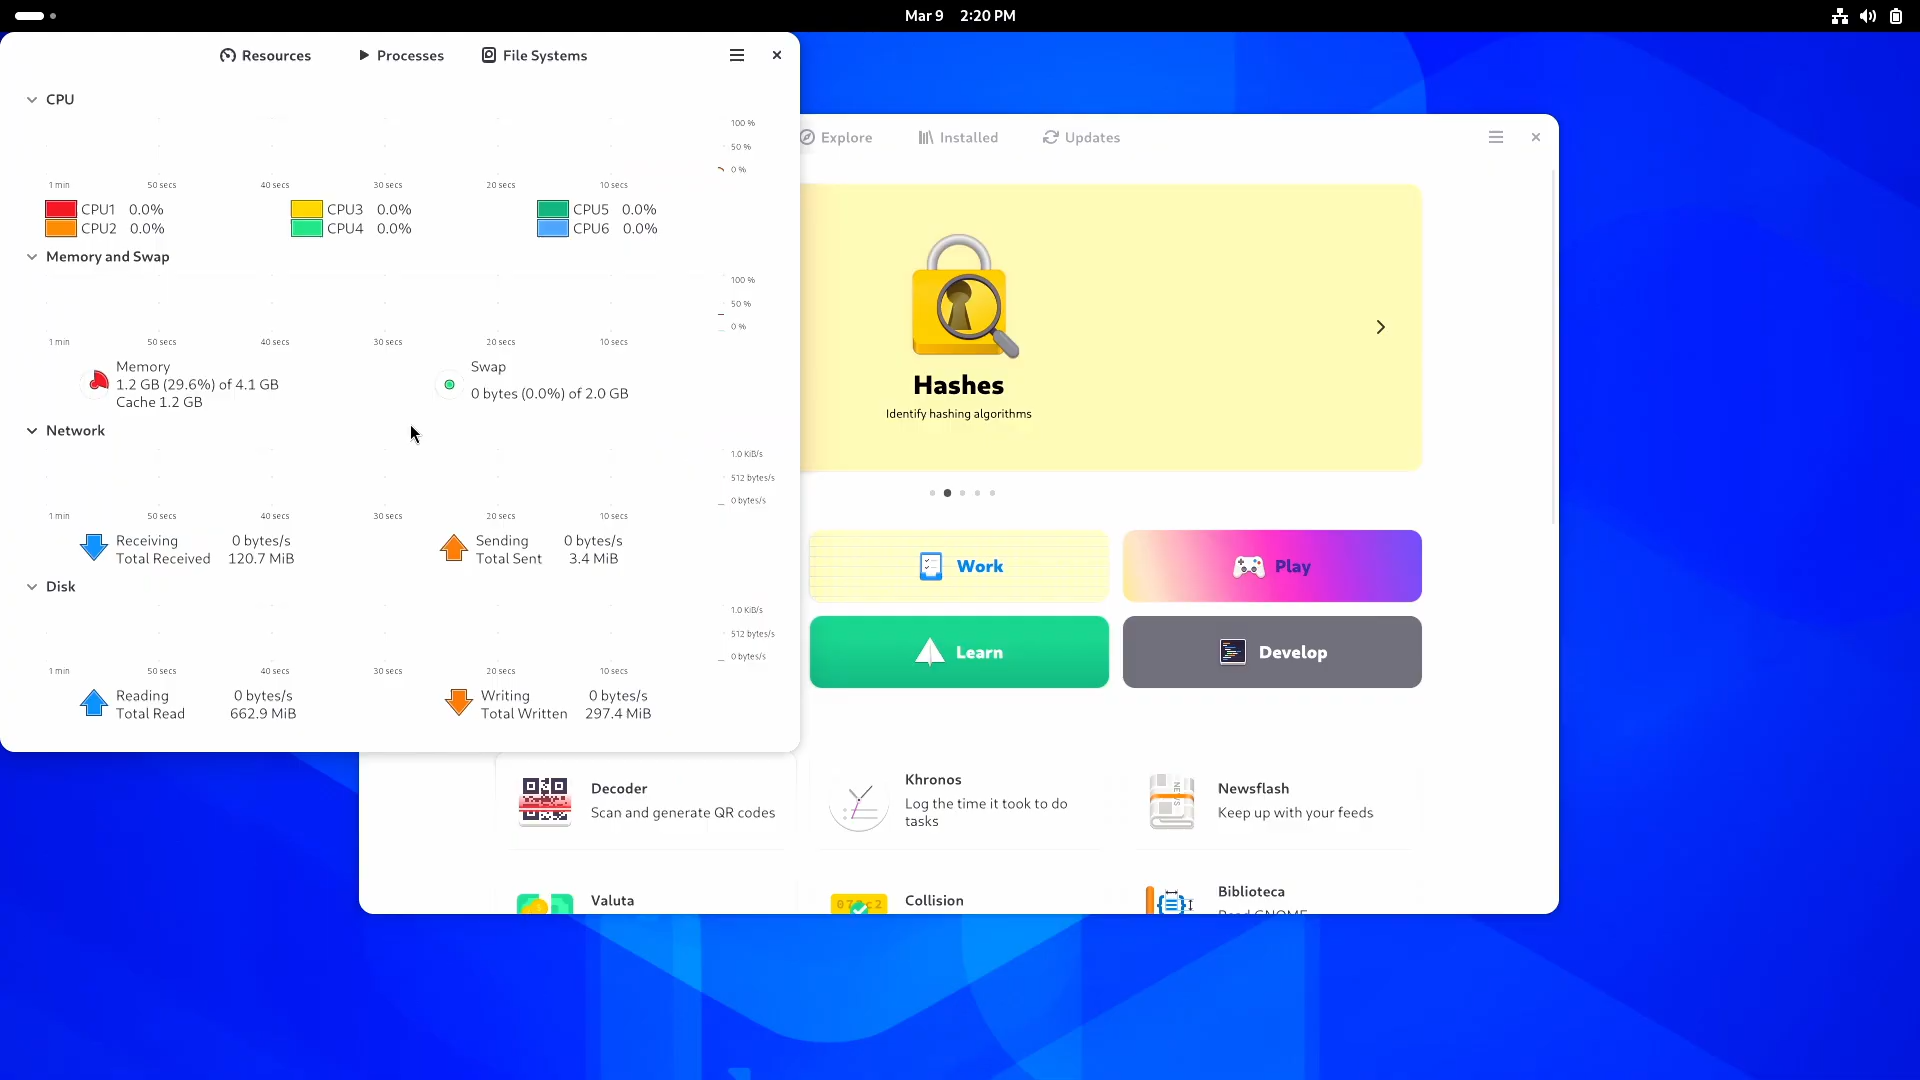 Mar 9 2:20 PM
Resources Processes File Systems
CPU
100 %
50 %
0 %
1 min 50 secs 40 secs 30 secs 20 secs 10 secs
CPU1 0.0% CPU3 0.0% CPU5 0.0%
CPU2 0.0% CPU4 0.0% CPU6 0.0%
Memory and Swap
100 %
50 %
0 %
1 min 50 secs 40 secs 30 secs 20 secs 10 secs
Memory
1.2 GB (29.6%) of 4.1 GB
Cache 1.2 GB
Swap
0 bytes (0.0%) of 2.0 GB
Network
1.0 KiB/s
512 bytes/s
0 bytes/s
1 min 50 secs 40 secs 30 secs 20 secs 10 secs
Receiving 0 bytes/s Sending 0 bytes/s
Total Received 120.7 MiB Total Sent 3.4 MiB
Disk
1.0 KiB/s
512 bytes/s
0 bytes/s
1 min 50 secs 40 secs 30 secs 20 secs 10 secs
Reading 0 bytes/s Writing 0 bytes/s
Total Read 662.9 MiB Total Written 297.4 MiB
Explore Installed Updates
Hashes
Identify hashing algorithms
Work Play
Learn Develop
Decoder
Scan and generate QR codes
Khronos
Log the time it took to do
tasks
NEWS
Newsflash
Keep up with your feeds
Valuta
Collision
Biblioteca
Read GNOME